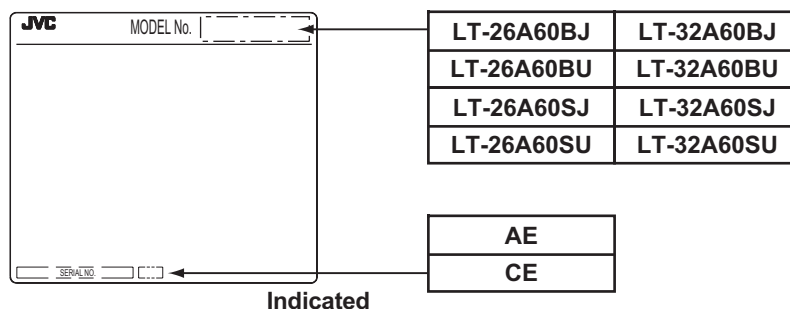 JVC MODEL No.
LT-26A60BJ LT-32A60BJ
LT-26A60BU LT-32A60BU
LT-26A60SJ LT-32A60SJ
LT-26A60SU LT-32A60SU
AE
CE
SERIAL NO.
Indicated